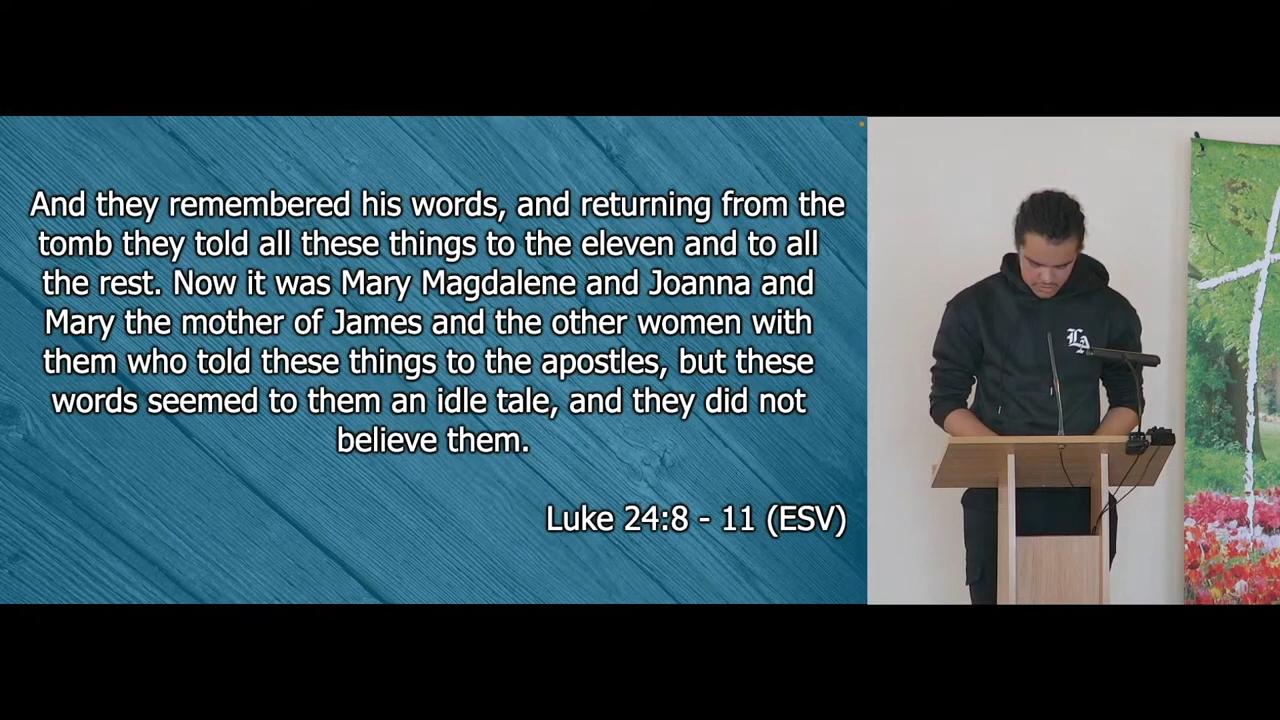 And they remembered his words, and returning from the
tomb they told all these things to the eleven and to all
the rest. Now it was Mary Magdalene and Joanna and
Mary the mother of James and the other women with
them who told these things to the apostles, but these
words seemed to them an idle tale, and they did not
believe them.
Luke 24:8 - 11 (ESV)
LA